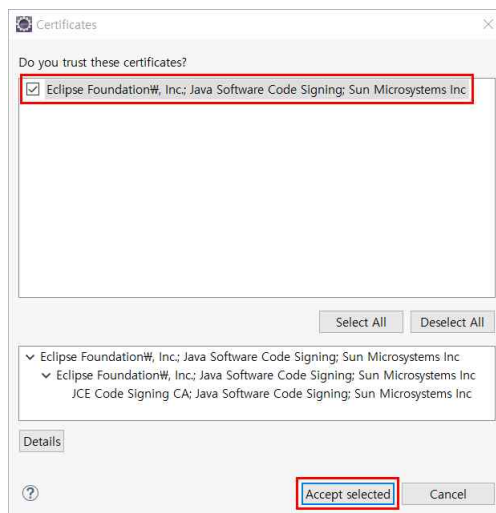 Certificates
Do you trust these certificates?
Eclipse Foundation₩, Inc.; Java Software Code Signing; Sun Microsystems Inc
Select All
Deselect All
Eclipse Foundation₩, Inc.; Java Software Code Signing; Sun Microsystems Inc
Eclipse Foundation₩, Inc.; Java Software Code Signing; Sun Microsystems Inc
JCE Code Signing CA; Java Software Code Signing; Sun Microsystems Inc
Details
?
Accept selected
Cancel